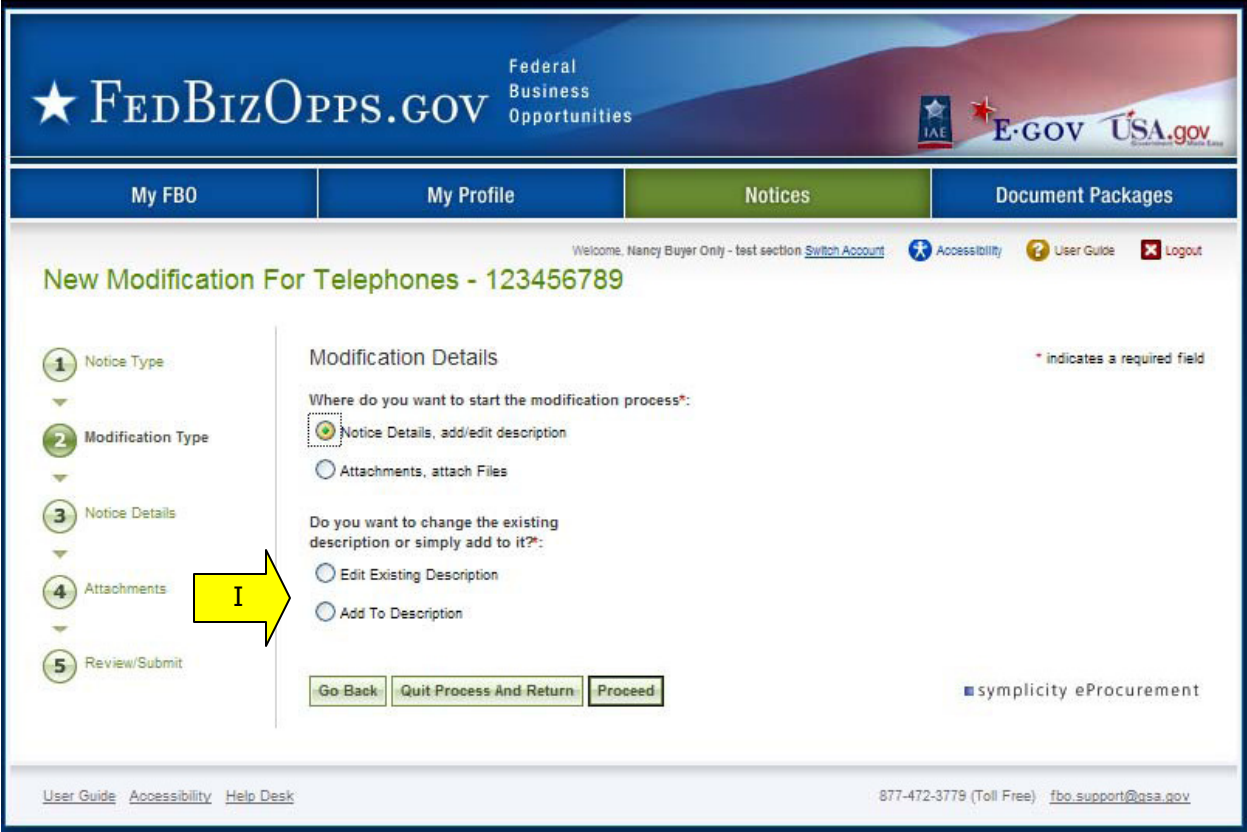 FEDBIZOPPS.GOV
Federal
Business
Opportunities
IAE
E·GOV
USA.gov
Government Made Easy
My FBO
My Profile
Notices
Document Packages
Welcome, Nancy Buyer Only - test section Switch Account
Accessibility
? User Guide
X Logout
New Modification For Telephones - 123456789
1 Notice Type
2 Modification Type
3 Notice Details
4 Attachments
5 Review/Submit
Modification Details
* indicates a required field
Where do you want to start the modification process*:
Notice Details, add/edit description
Attachments, attach Files
Do you want to change the existing
description or simply add to it?*:
I
Edit Existing Description
Add To Description
Go Back
Quit Process And Return
Proceed
symplicity eProcurement
User Guide Accessibility Help Desk
877-472-3779 (Toll Free) fbo.support@gsa.gov